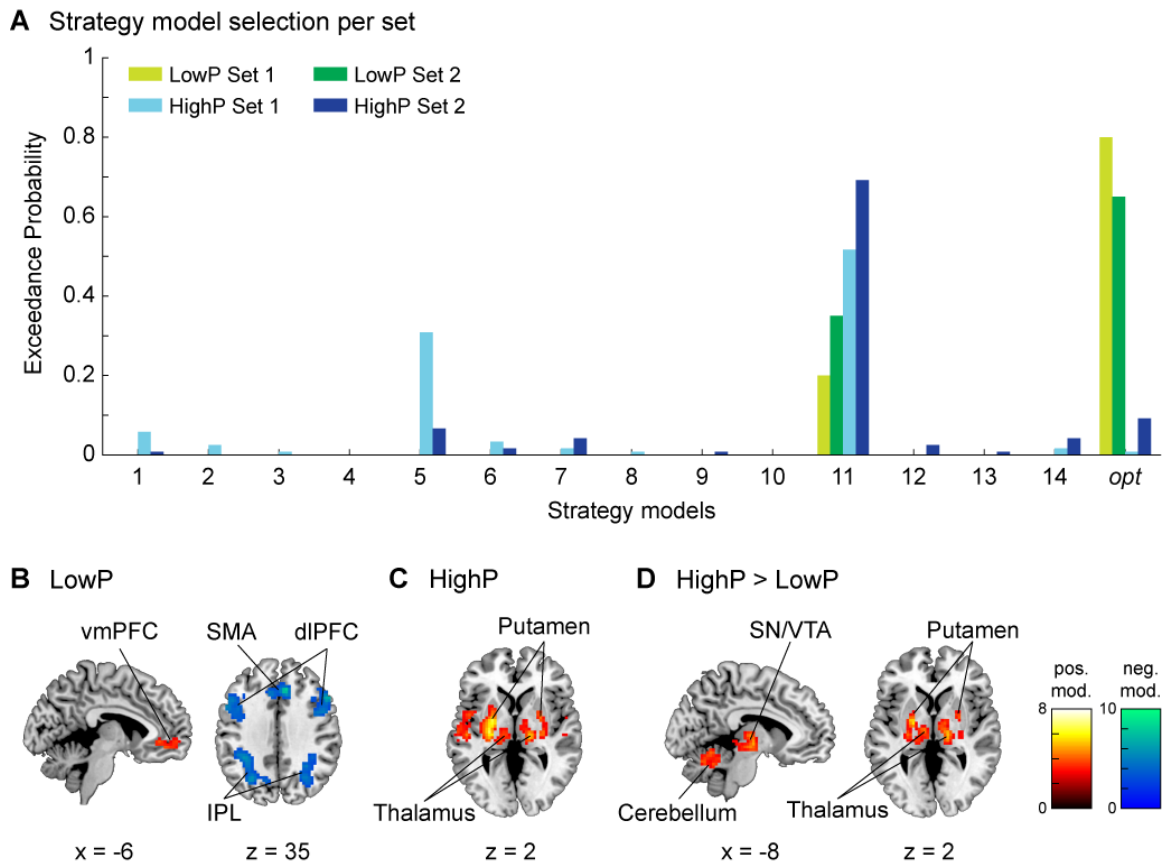 A Strategy model selection per set
1
LowP Set 1 LowP Set 2
HighP Set 1 HighP Set 2
0.8
0.6
0.4
0.2
0
Exceedance Probability
1 2 3 4 5 6 7 8 9 10 11 12 13 14 opt
Strategy models
B LowP
vmPFC SMA dlPFC
IPL
x = -6 z = 35
C HighP
Putamen
Thalamus
z = 2
D HighP > LowP
SN/VTA Putamen
Cerebellum Thalamus
x = -8 z = 2
pos. neg.
mod. mod.
8 10
0 0